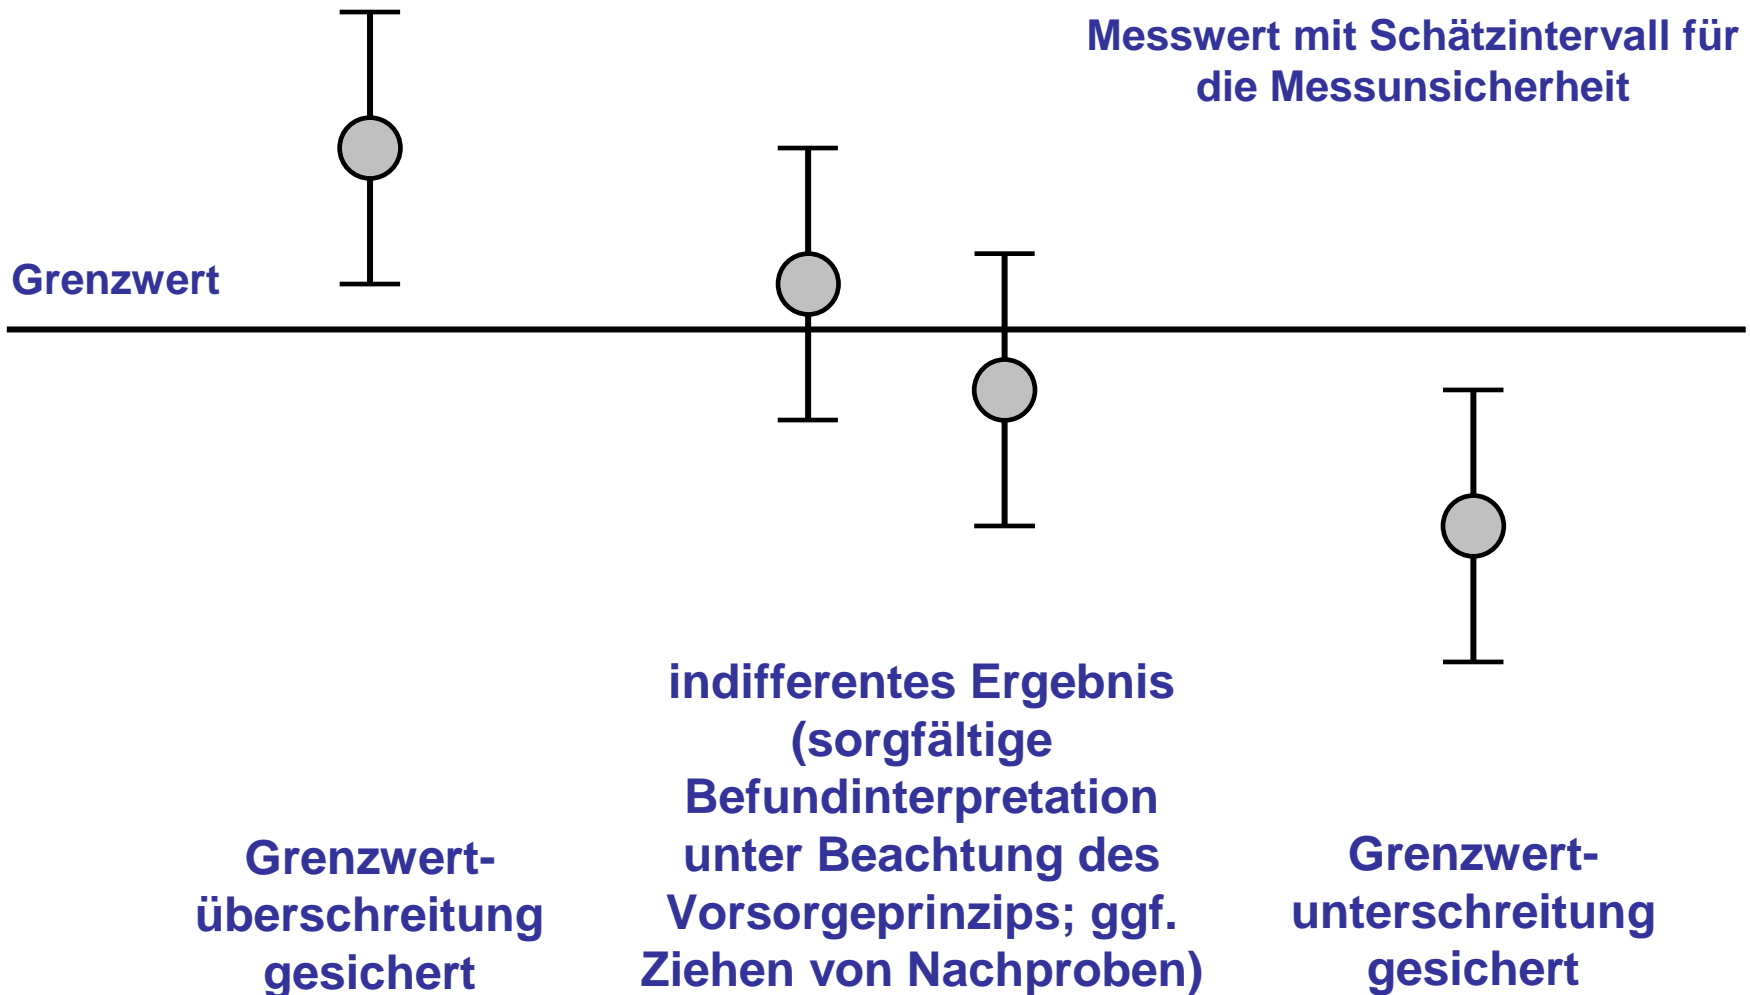 Messwert mit Schätzintervall für
die Messunsicherheit
Grenzwert
indifferentes Ergebnis
(sorgfältige
Befundinterpretation
unter Beachtung des
Vorsorgeprinzips; ggf.
Ziehen von Nachproben)
Grenzwert-
überschreitung
gesichert
Grenzwert-
unterschreitung
gesichert